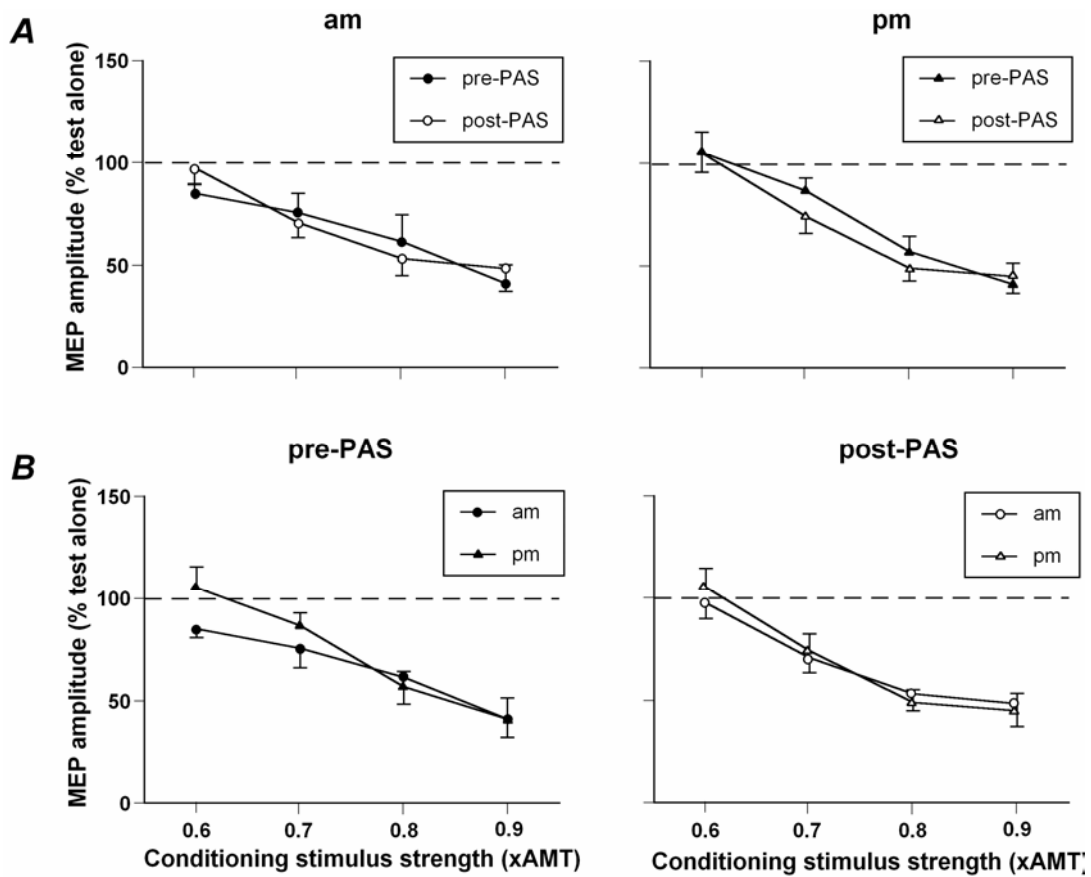 A
am
pm
MEP amplitude (% test alone)
150
100
50
0
pre-PAS
post-PAS
pre-PAS
post-PAS
B
pre-PAS
post-PAS
MEP amplitude (% test alone)
150
100
50
0
am
pm
am
pm
0.6 0.7 0.8 0.9
0.6 0.7 0.8 0.9
Conditioning stimulus strength (xAMT)
Conditioning stimulus strength (xAMT)